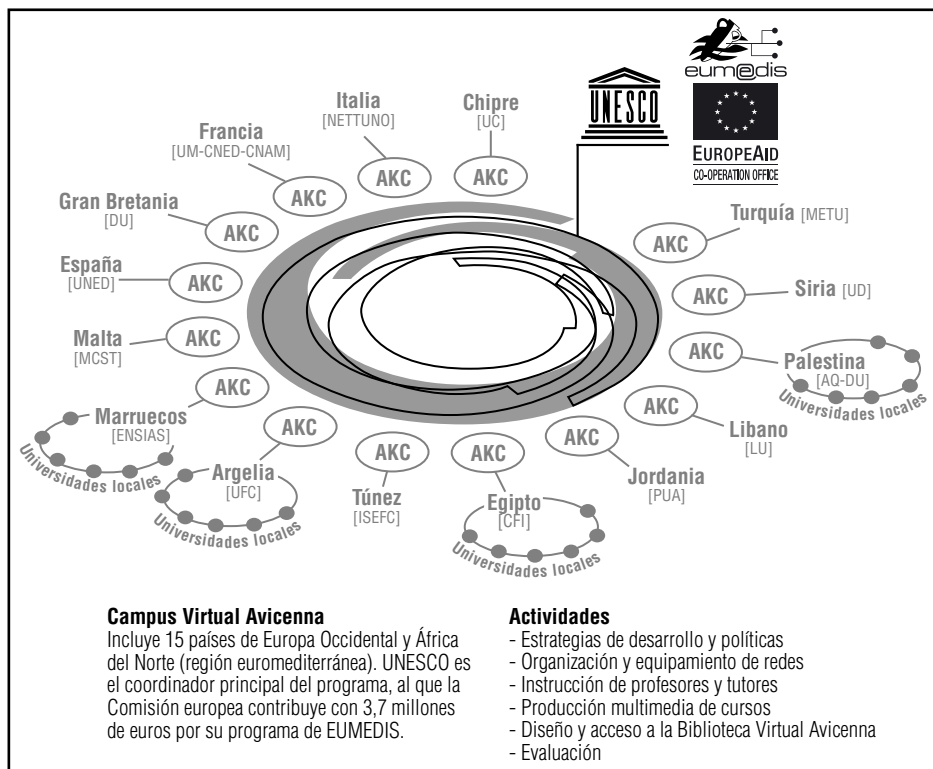 eum@dis
UNESCO
EUROPEAID
CO-OPERATION OFFICE
Italia
[NETTUNO]
Chipre
[UC]
Francia
[UM-CNED-CNAM]
AKC
AKC
AKC
Gran Bretania
[DU]
AKC
Turquía [METU]
AKC
España
[UNED]
AKC
Siria [UD]
AKC
Malta
[MCST]
AKC
Palestina
[AQ-DU]
AKC
Universidades locales
Marruecos
[ENSIAS]
AKC
Universidades locales
Libano
[LU]
AKC
Argelia
[UFC]
AKC
Universidades locales
Túnez
[ISEFC]
AKC
Egipto
[CFI]
AKC
Universidades locales
Jordania
[PUA]
AKC
Campus Virtual Avicenna
Incluye 15 países de Europa Occidental y África
del Norte (región euromediterránea). UNESCO es
el coordinador principal del programa, al que la
Comisión europea contribuye con 3,7 millones
de euros por su programa de EUMEDIS.
Actividades
- Estrategias de desarrollo y políticas
- Organización y equipamiento de redes
- Instrucción de profesores y tutores
- Producción multimedia de cursos
- Diseño y acceso a la Biblioteca Virtual Avicenna
- Evaluación